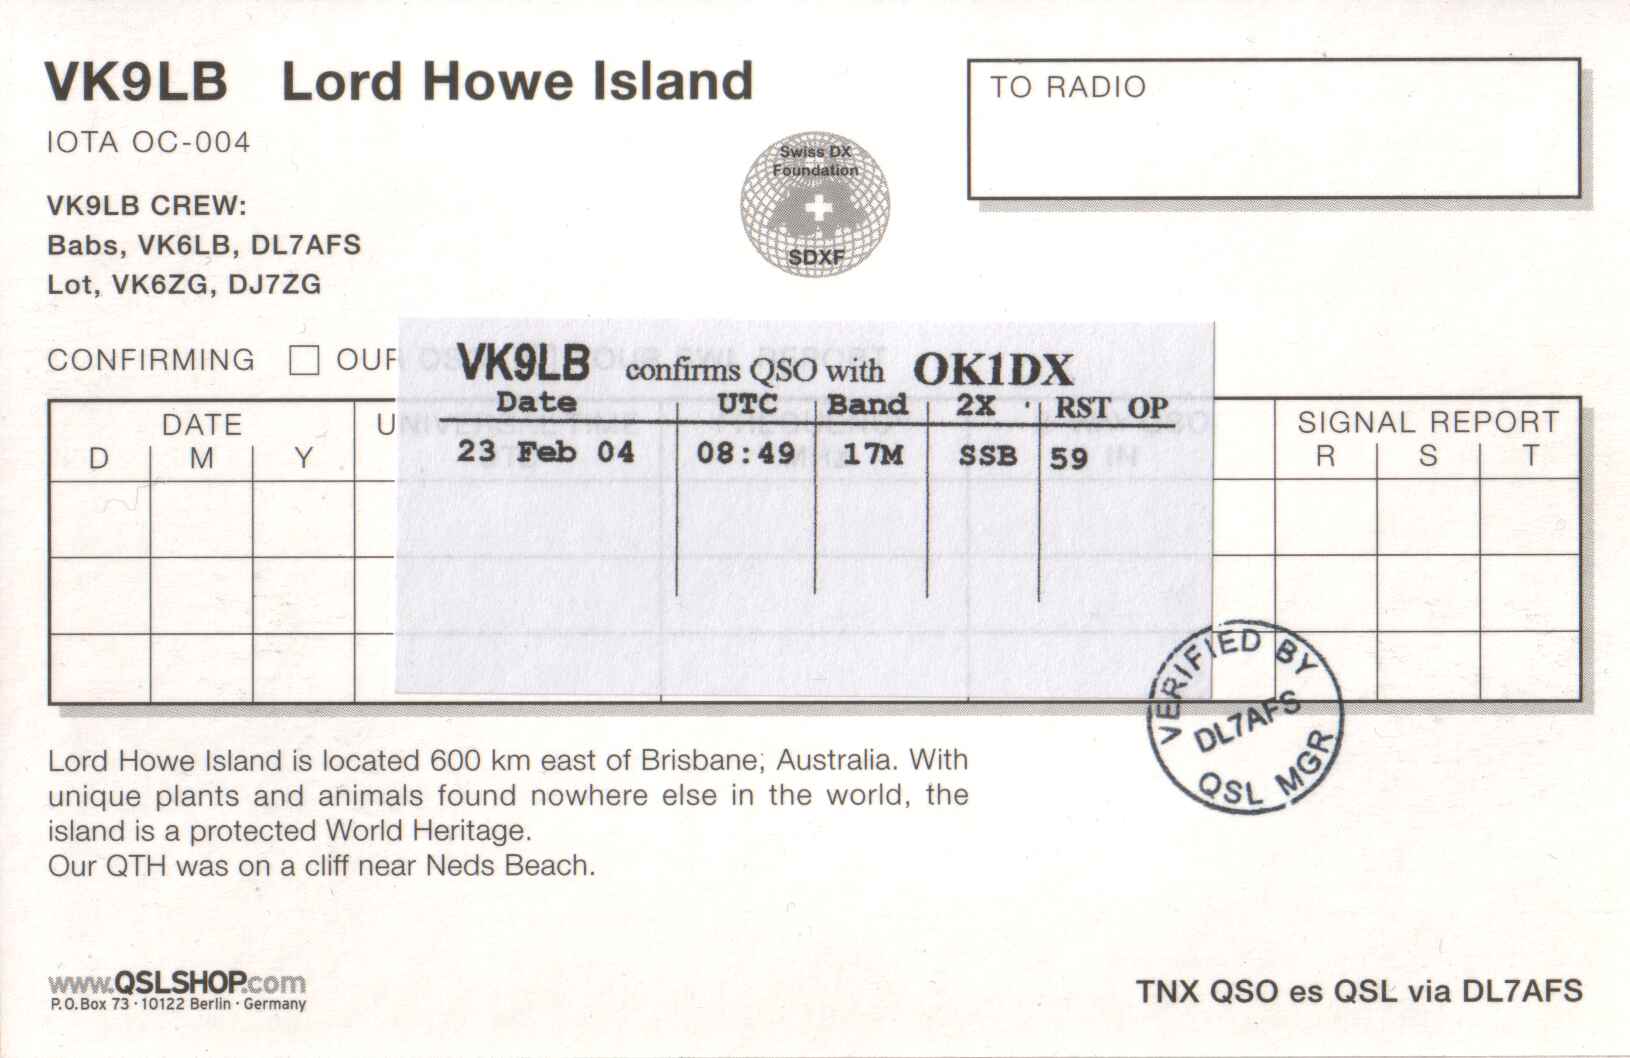 VK9LB Lord Howe Island
IOTA OC-004
TO RADIO
Swiss DX
Foundation
SDXF
VK9LB CREW:
Babs, VK6LB, DL7AFS
Lot, VK6ZG, DJ7ZG
CONFIRMING OUR
VK9LB confirms QSO with OK1DX
Date UTC Band 2X RST OP
23 Feb 04 08:49 17M SSB 59
DATE
D M Y
SIGNAL REPORT
R S T
VERIFIED BY
DL7AFS
QSL MGR
Lord Howe Island is located 600 km east of Brisbane, Australia. With
unique plants and animals found nowhere else in the world, the
island is a protected World Heritage.
Our QTH was on a cliff near Neds Beach.
www.QSLSHOP.com
P.O.Box 73 · 10122 Berlin · Germany
TNX QSO es QSL via DL7AFS